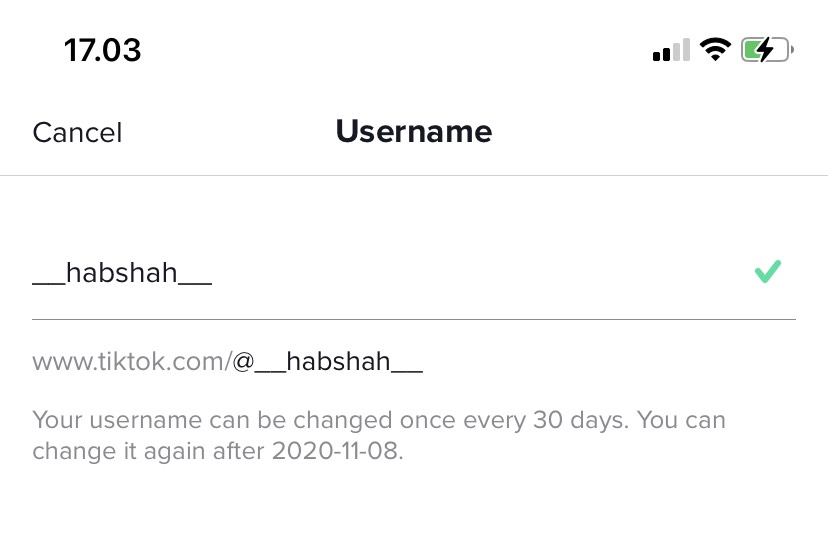 17.03
Cancel
Username
__habshah__
www.tiktok.com/@__habshah__
Your username can be changed once every 30 days. You can
change it again after 2020-11-08.